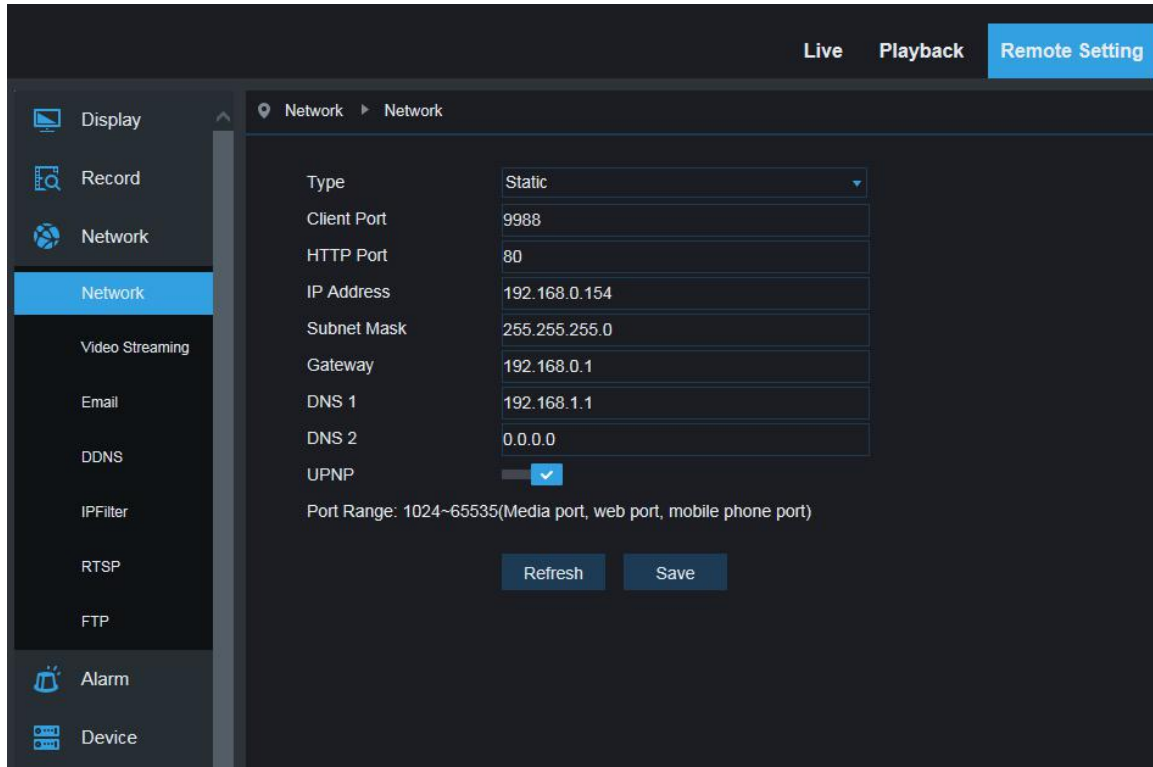 Live Playback Remote Setting
Display
Record
Network
Network
Video Streaming
Email
DDNS
IPFilter
RTSP
FTP
Alarm
Device
Network Network
Type Static
Client Port 9988
HTTP Port 80
IP Address 192.168.0.154
Subnet Mask 255.255.255.0
Gateway 192.168.0.1
DNS 1 192.168.1.1
DNS 2 0.0.0.0
UPNP
Port Range: 1024~65535(Media port, web port, mobile phone port)
Refresh Save